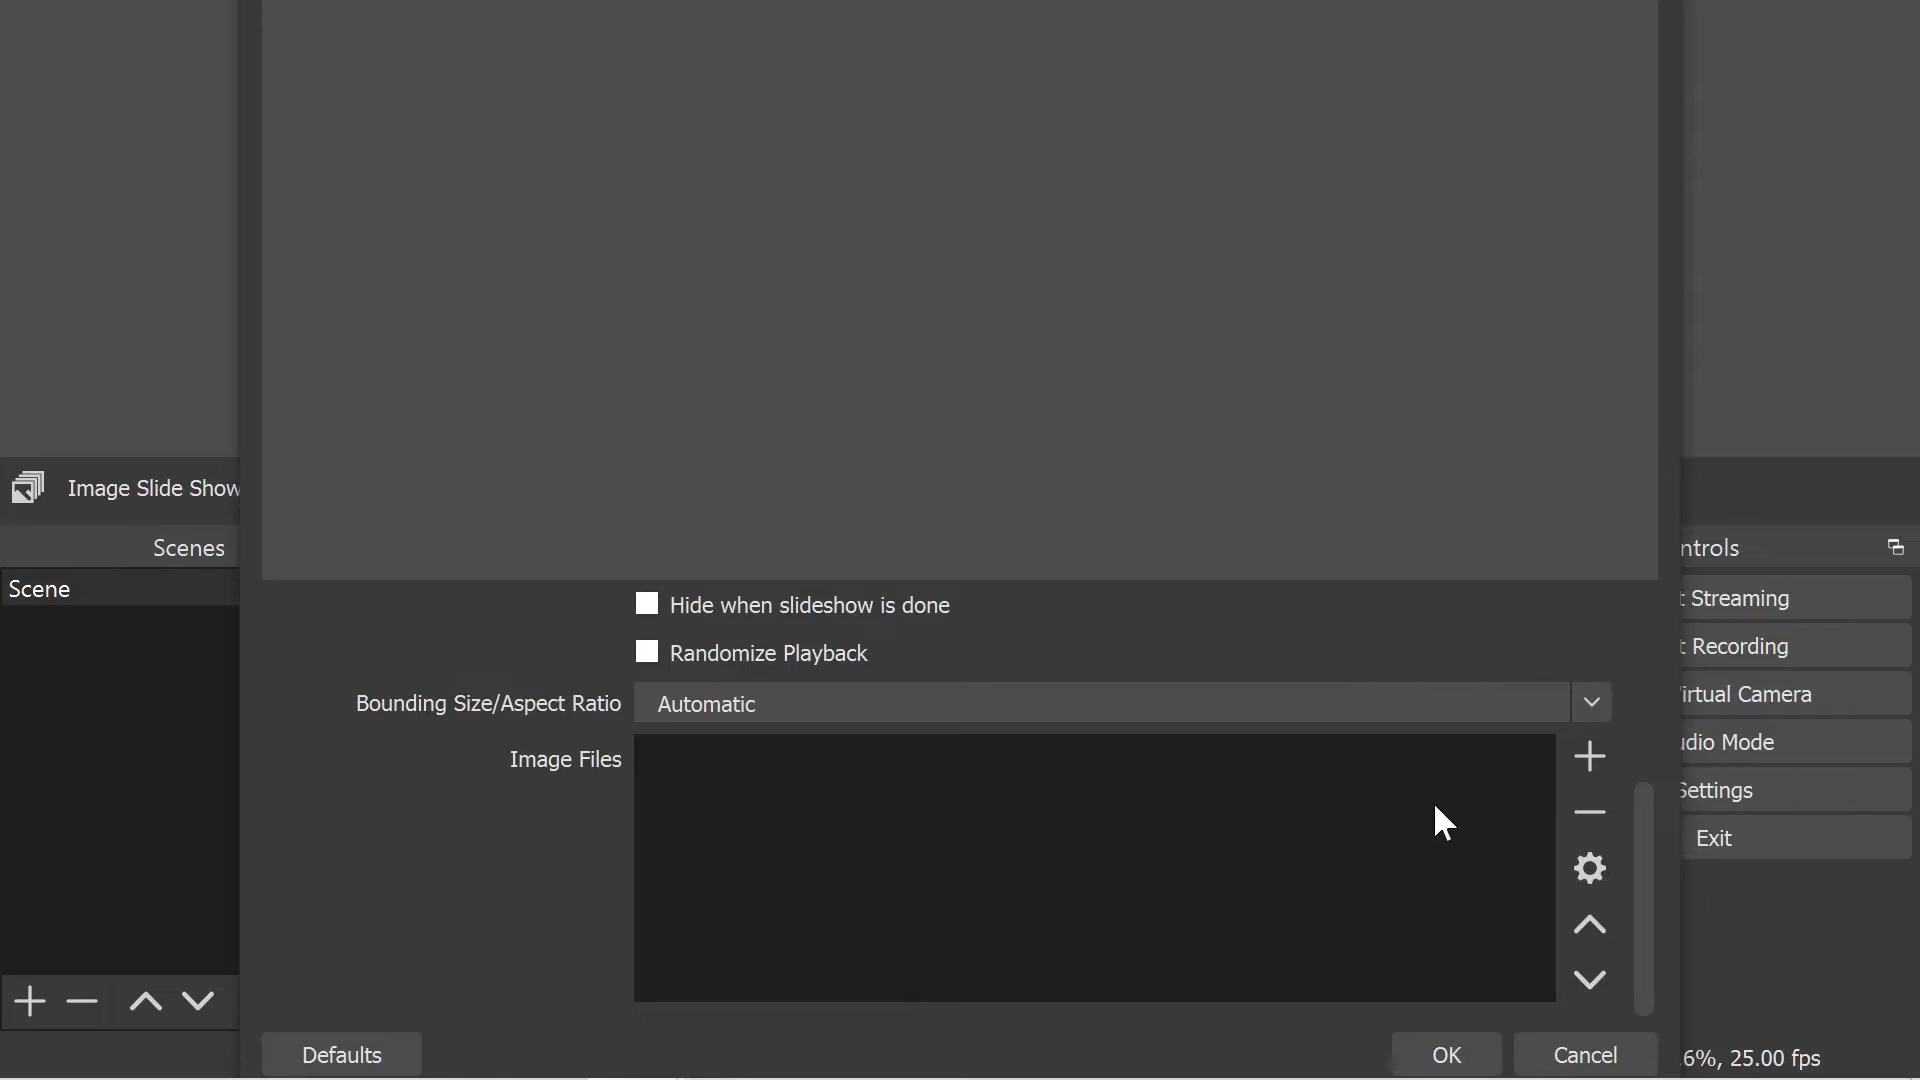 Image Slide Show
Scenes
Scene
Hide when slideshow is done
Randomize Playback
Bounding Size/Aspect Ratio
Automatic
Image Files
Defaults
OK
Cancel
ntrols
t Streaming
t Recording
irtual Camera
udio Mode
Settings
Exit
6%, 25.00 fps